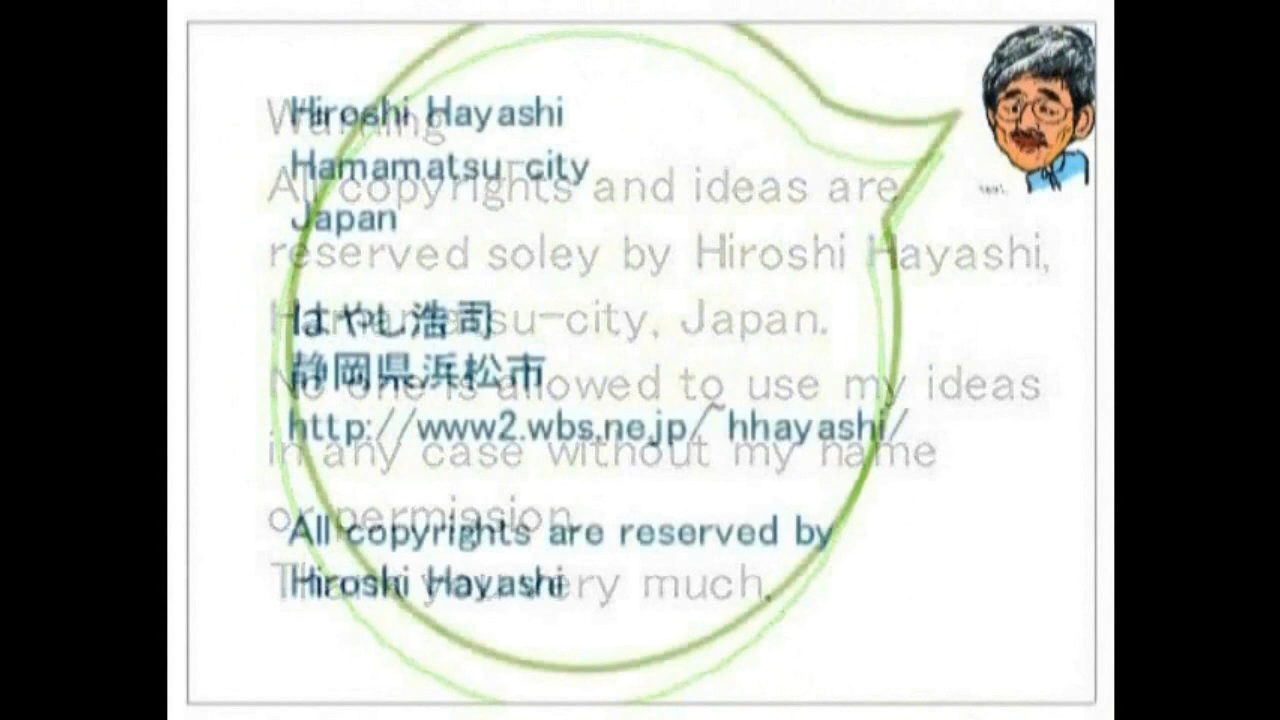 Hiroshi Hayashi
Hamamatsu-city
Japan
はやし浩司
静岡県浜松市
http://www2.wbs.ne.jp/~hhayashi/
All copyrights are reserved by
Hiroshi Hayashi
Warning
All copyrights and ideas are
reserved soley by Hiroshi Hayashi,
Hamamatsu-city, Japan.
No one is allowed to use my ideas
in any case without my name
or permission.
Thank you very much.